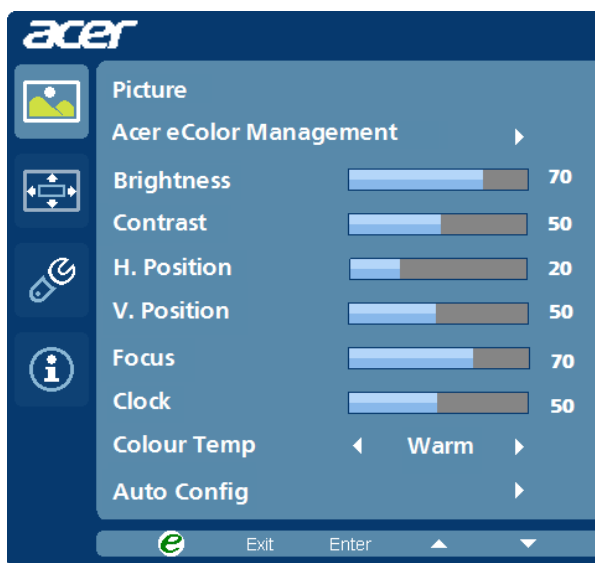 acer
Picture
Acer eColor Management
Brightness 70
Contrast 50
H. Position 20
V. Position 50
Focus 70
Clock 50
Colour Temp Warm
Auto Config
e Exit Enter